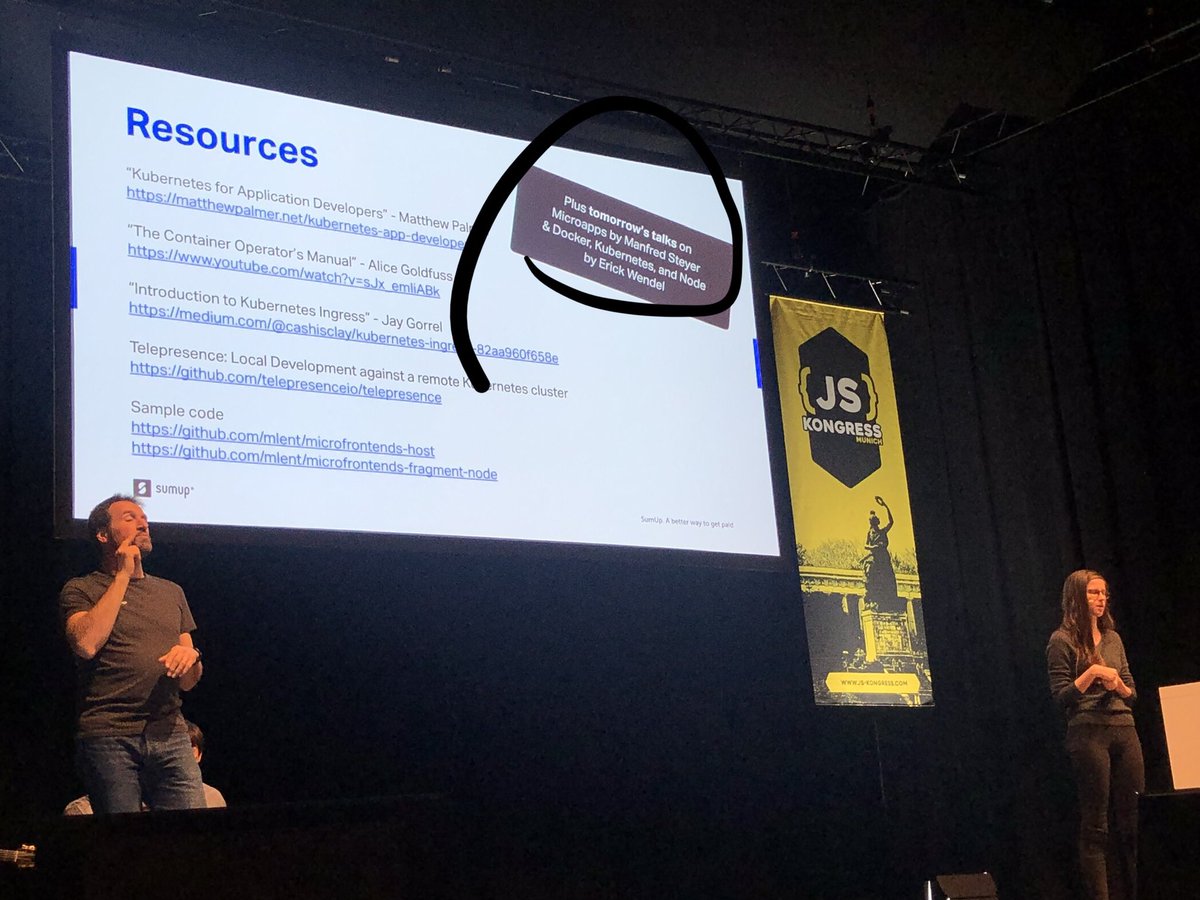 Resources
"Kubernetes for Application Developers" - Matthew
https://matthewpalmer.net/kubernetes-app-develope
"The Container Operator's Manual" - Alice Goldfuss
https://www.youtube.com/watch?v=sJx_emIiABk
"Introduction to Kubernetes Ingress" - Jay Gorrel
https://medium.com/@cashisclay/kubernetes-ingr -82aa960f658e
Telepresence: Local Development against a remote Kubernetes cluster
https://github.com/telepresenceio/telepresence
Sample code
https://github.com/mlent/microfrontends-host
https://github.com/mlent/microfrontends-fragment-node
sumup®
SumUp. A better way to get paid
Plus tomorrow's talks on
Microapps by Manfred Steyer
& Docker, Kubernetes, and Node
by Erick Wendel
{JS}
KONGRESS
MUNICH
WWW.JS-KONGRESS.COM